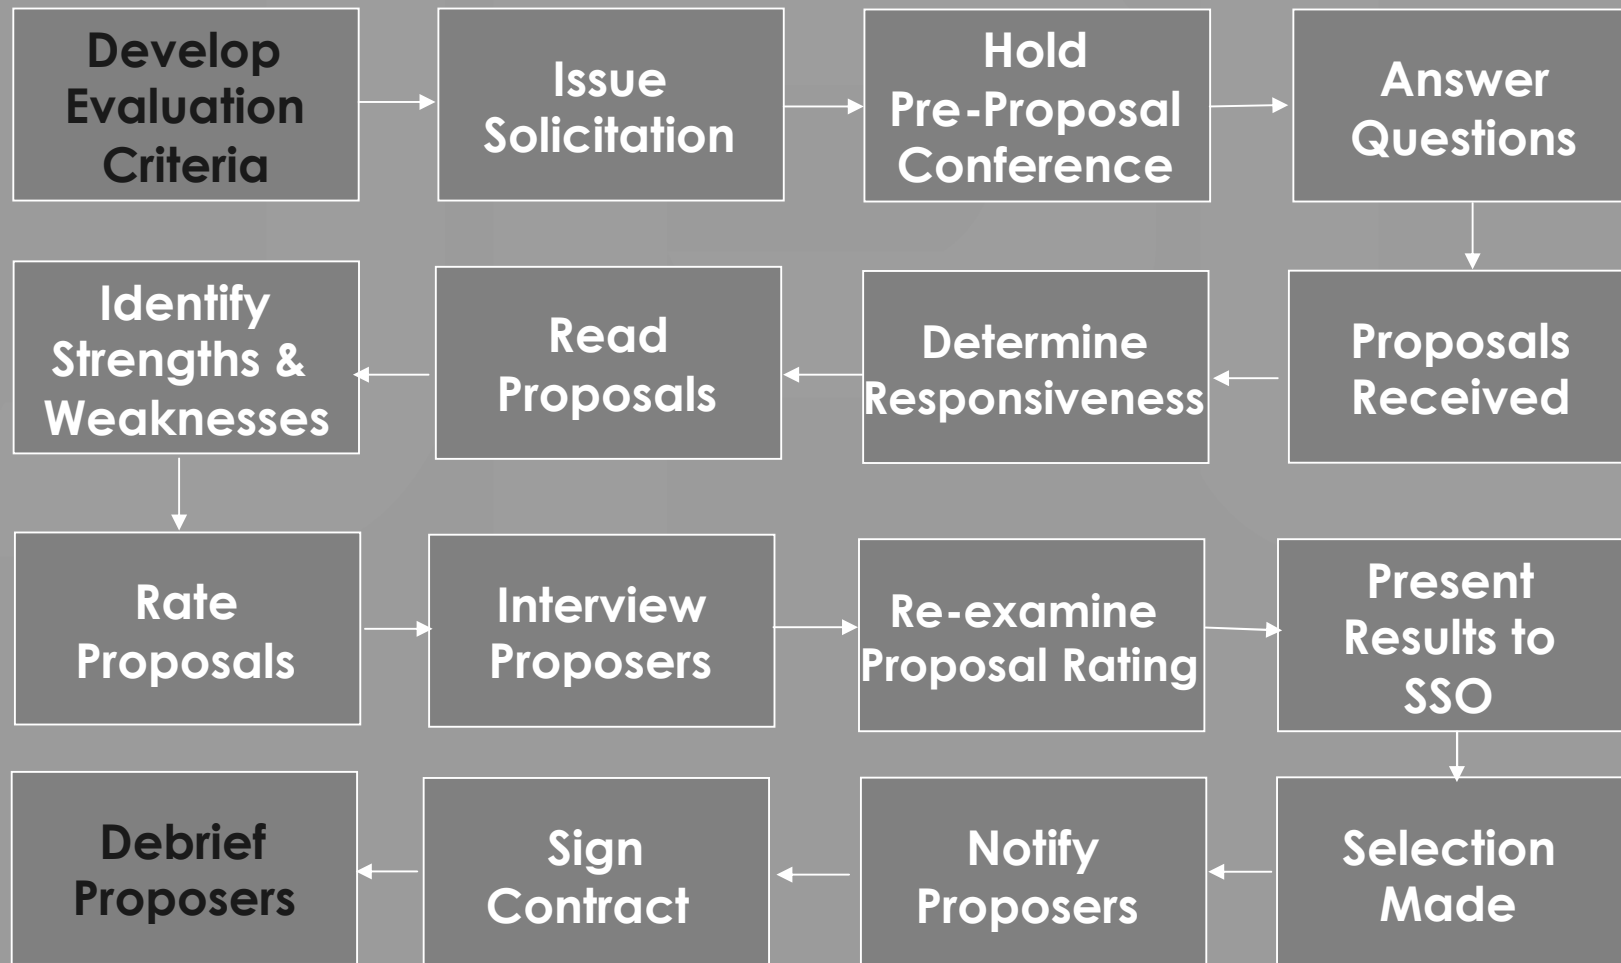 Develop
Evaluation
Criteria
Issue
Solicitation
Hold
Pre-Proposal
Conference
Answer
Questions
Proposals
Received
Determine
Responsiveness
Read
Proposals
Identify
Strengths &
Weaknesses
Rate
Proposals
Interview
Proposers
Re-examine
Proposal Rating
Present
Results to
SSO
Selection
Made
Notify
Proposers
Sign
Contract
Debrief
Proposers